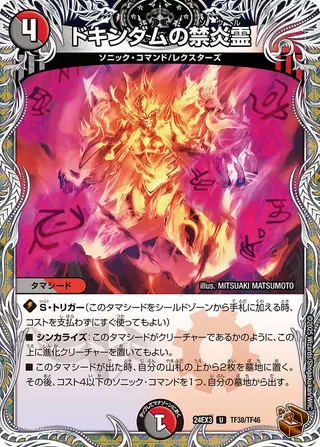 4
ドキンダムの禁炎霊
ソニック・コマンド/レクスターズ
illus. MITSUAKI MATSUMOTO
タマシード
S・トリガー(このタマシードをシールドゾーンから手札に加える時、
コストを支払わずにすぐ使ってもよい)
■ シンカライズ:このタマシードがクリーチャーであるかのように、この
上に進化クリーチャーを置いてもよい。
■ このタマシードが出た時、自分の山札の上から2枚を墓地に置く。
その後、コスト4以下のソニック・コマンドを1つ、自分の墓地から出す。
1
24EX3 U TF38/TF46